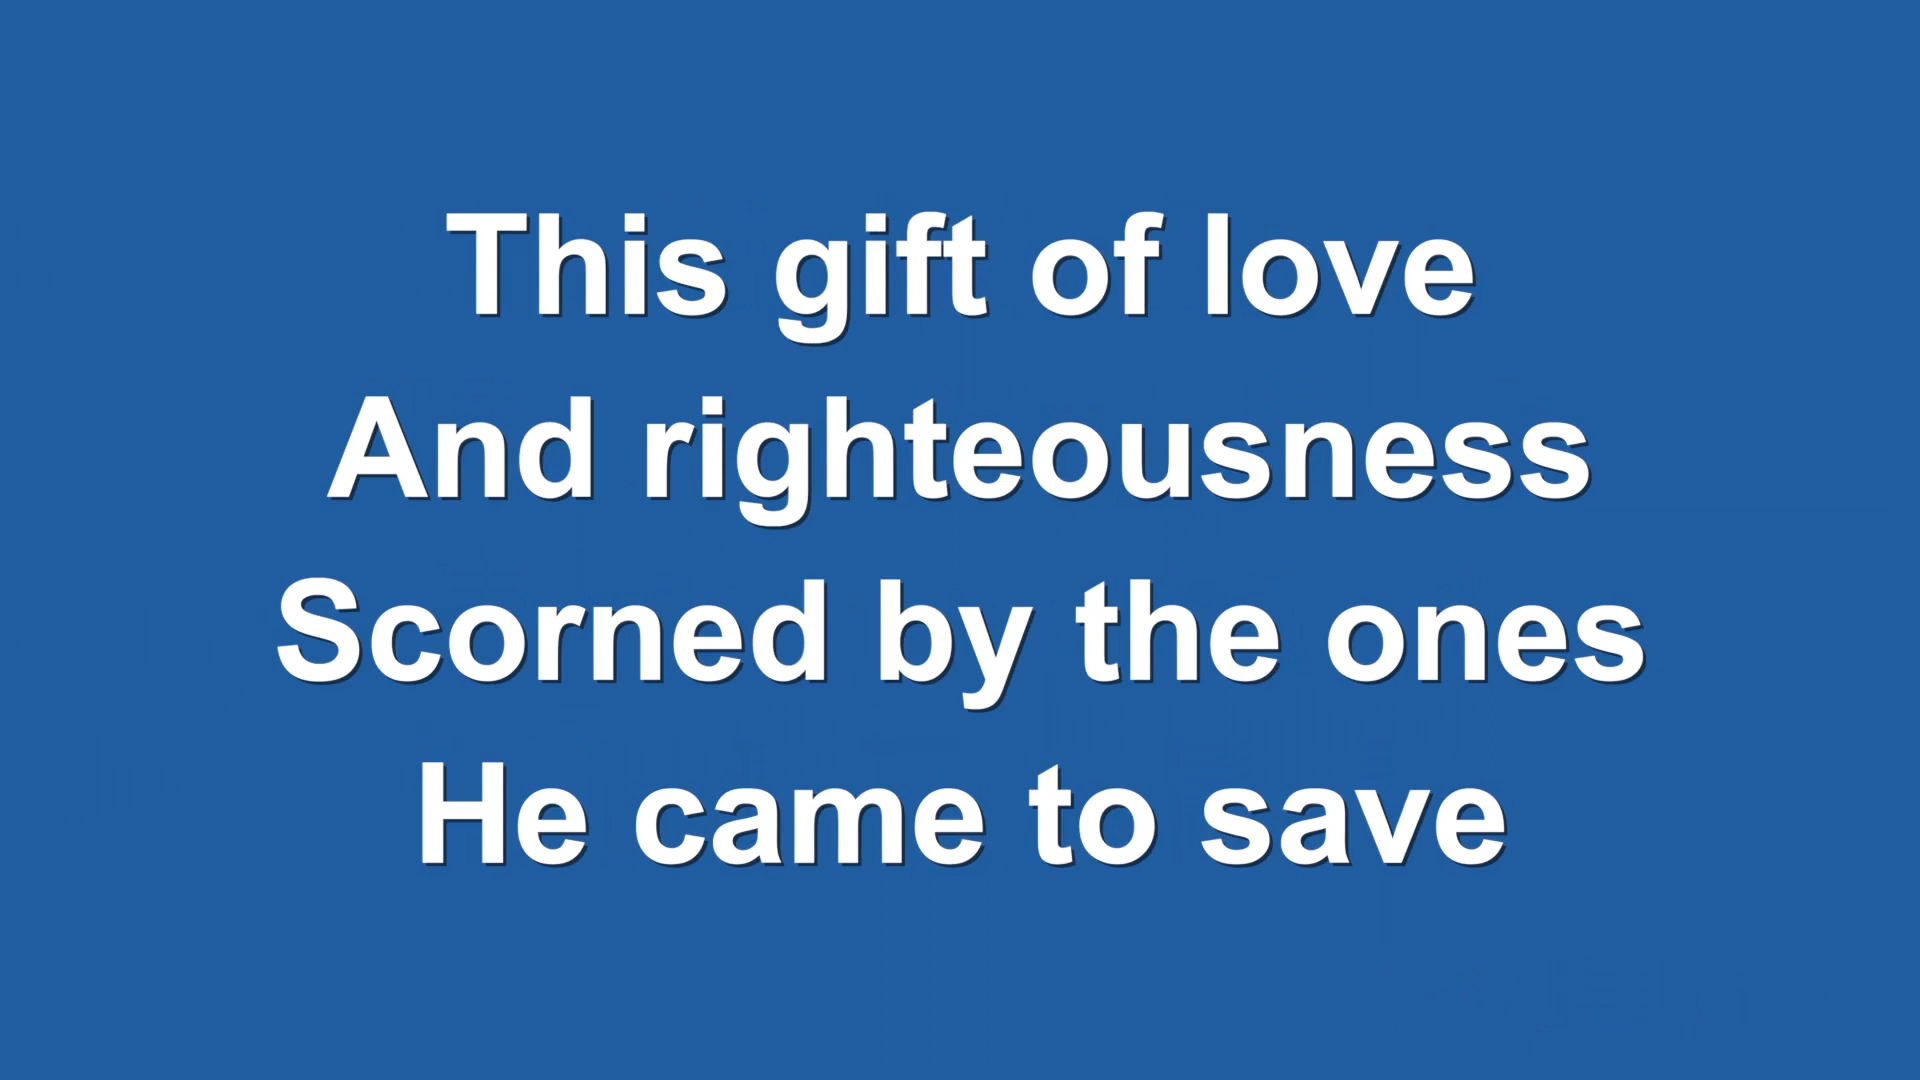 This gift of love
And righteousness
Scorned by the ones
He came to save